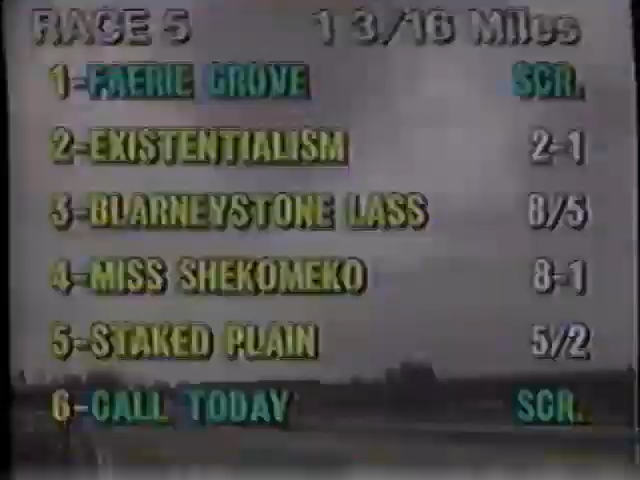 RACE 5 1 3/16 Miles
1-FAERIE GROVE SCR.
2-EXISTENTIALISM 2-1
3-BLARNEYSTONE LASS 8/5
4-MISS SHEKOMEKO 8-1
5-STAKED PLAIN 5/2
6-CALL TODAY SCR.